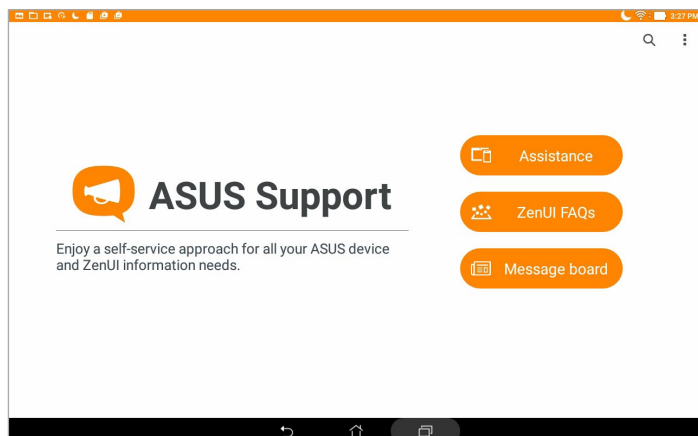 3:27 PM
ASUS Support
Enjoy a self-service approach for all your ASUS device
and ZenUI information needs.
Assistance
ZenUI FAQs
Message board